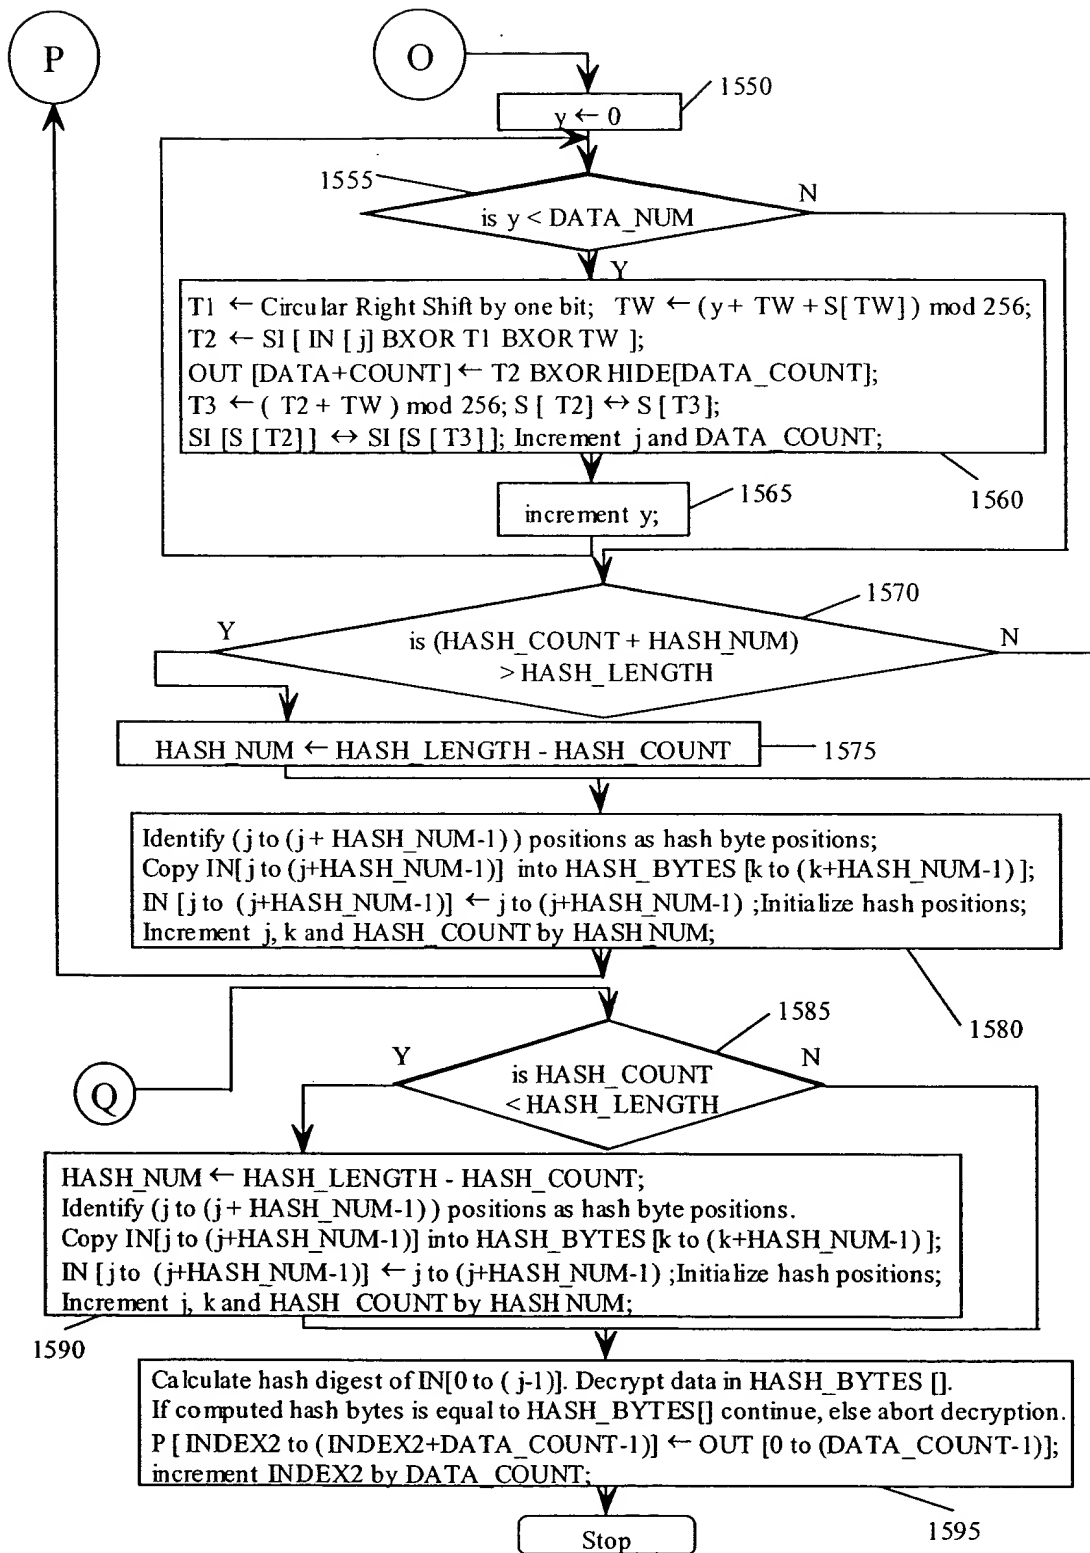 P
O
1550
y ← 0
1555
N
is y < DATA_NUM
Y
T1 ← Circular Right Shift by one bit; TW ← (y + TW + S[TW]) mod 256;
T2 ← SI [ IN [ j] BXOR T1 BXOR TW ];
OUT [DATA+COUNT] ← T2 BXOR HIDE[DATA_COUNT];
T3 ← ( T2 + TW ) mod 256; S [ T2] ↔ S [T3];
SI [S [T2]] ↔ SI [S [T3]]; Increment j and DATA_COUNT;
1560
1565
increment y;
1570
Y
N
is (HASH_COUNT + HASH_NUM)
> HASH_LENGTH
HASH_NUM ← HASH_LENGTH - HASH_COUNT
1575
Identify (j to (j + HASH_NUM-1)) positions as hash byte positions;
Copy IN[j to (j+HASH_NUM-1)] into HASH_BYTES [k to (k+HASH_NUM-1)];
IN [j to (j+HASH_NUM-1)] ← j to (j+HASH_NUM-1) ;Initialize hash positions;
Increment j, k and HASH_COUNT by HASH NUM;
1580
1585
Y
N
Q
is HASH_COUNT
< HASH_LENGTH
HASH_NUM ← HASH_LENGTH - HASH_COUNT;
Identify (j to (j + HASH_NUM-1)) positions as hash byte positions.
Copy IN[j to (j+HASH_NUM-1)] into HASH_BYTES [k to (k+HASH_NUM-1)];
IN [j to (j+HASH_NUM-1)] ← j to (j+HASH_NUM-1) ;Initialize hash positions;
Increment j, k and HASH_COUNT by HASH NUM;
1590
Calculate hash digest of IN[0 to ( j-1)]. Decrypt data in HASH_BYTES [].
If computed hash bytes is equal to HASH_BYTES[] continue, else abort decryption.
P [ INDEX2 to (INDEX2+DATA_COUNT-1)] ← OUT [0 to (DATA_COUNT-1)];
increment INDEX2 by DATA_COUNT;
1595
Stop